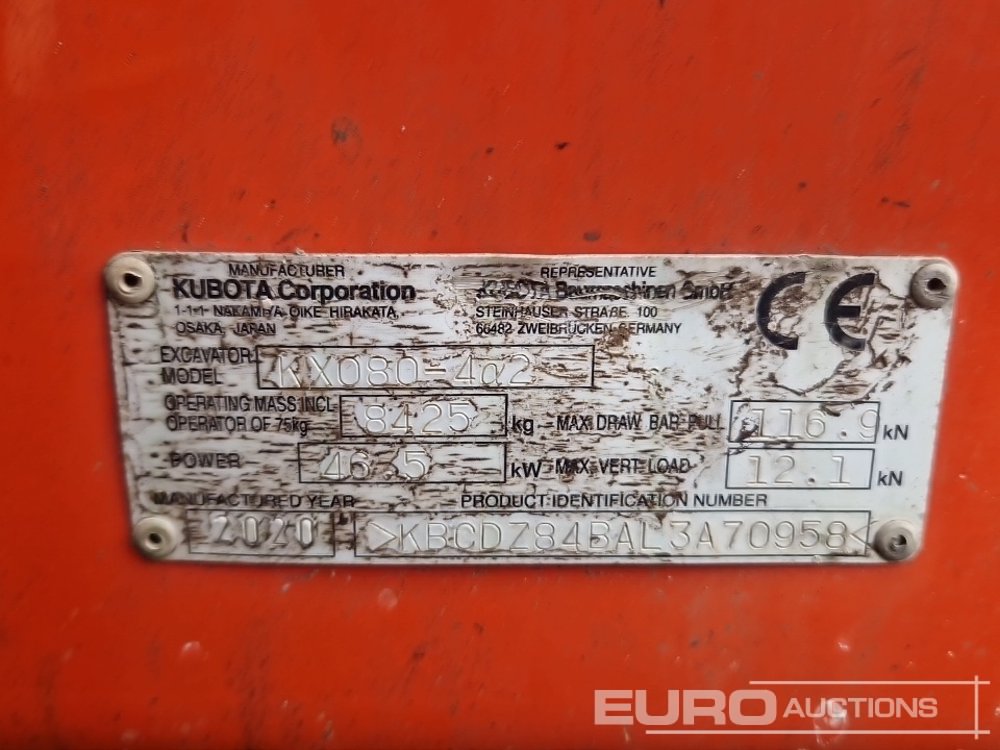 MANUFACTURER
KUBOTA Corporation
1-1-1 NAKAMIYA-OIKE HIRAKATA,
OSAKA, JAPAN
REPRESENTATIVE
KUBOTA Baumaschinen GmbH
STEINHAUSER STRAßE, 100
66482 ZWEIBRÜCKEN GERMANY
CE
EXCAVATOR MODEL KX080-4α2
OPERATING MASS INCL.
OPERATOR OF 75kg 8425 kg MAX. DRAW BAR PULL 116.9 kN
POWER 46.5 kW MAX. VERT. LOAD 12.1 kN
MANUFACTURED YEAR PRODUCT IDENTIFICATION NUMBER
2020 >KBCDZ84BAL3A70958<
EURO AUCTIONS